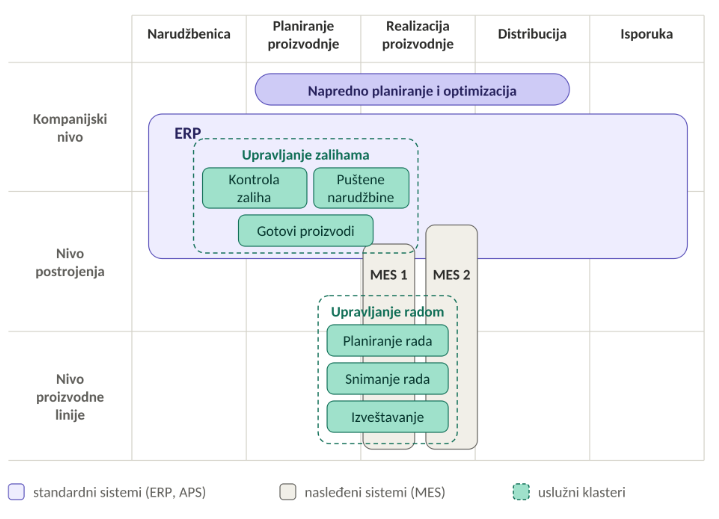 Narudžbenica
Planiranje
proizvodnje
Realizacija
proizvodnje
Distribucija
Isporuka
Napredno planiranje i optimizacija
Kompanijski
nivo
ERP
Upravljanje zalihama
Kontrola
zaliha
Puštene
narudžbine
Gotovi proizvodi
Nivo
postrojenja
MES 1
MES 2
Upravljanje radom
Planiranje rada
Snimanje rada
Izveštavanje
Nivo
proizvodne
linije
standardni sistemi (ERP, APS)
nasleđeni sistemi (MES)
uslužni klasteri